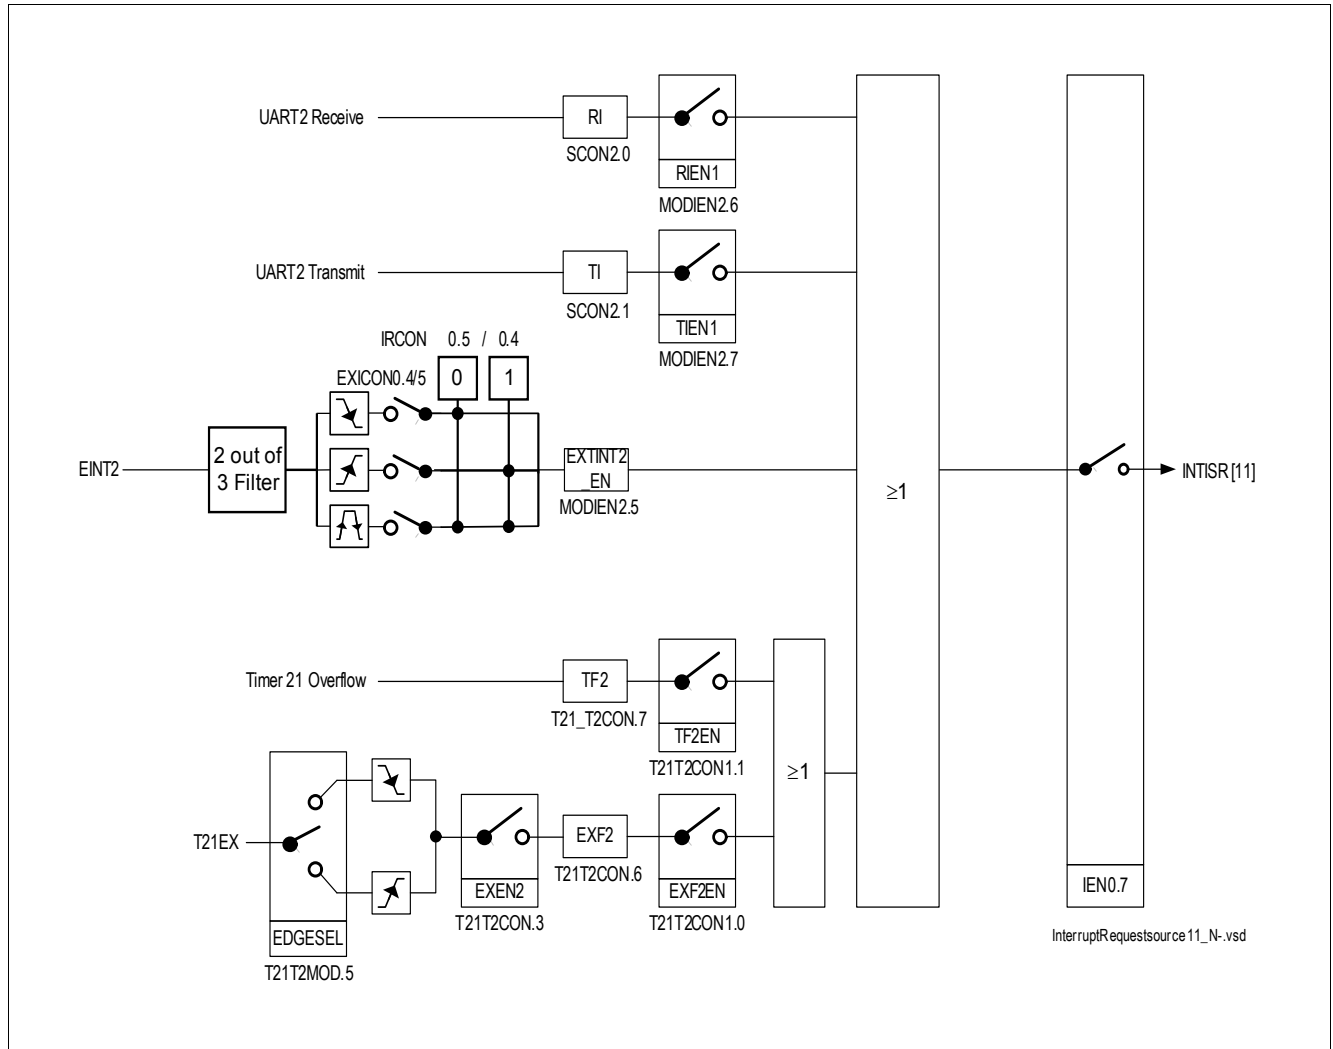 UART2 Receive
RI
SCON2.0
RIEN1
MODIEN2.6
UART2 Transmit
TI
SCON2.1
TIEN1
MODIEN2.7
IRCON 0.5 / 0.4
EXICON0.4/5
0
1
EINT2
2 out of
3 Filter
EXTINT2
_EN
MODIEN2.5
≥1
INTISR[11]
Timer 21 Overflow
TF2
T21_T2CON.7
TF2EN
T21T2CON1.1
≥1
T21EX
EDGESEL
T21T2MOD.5
EXEN2
T21T2CON.3
EXF2
T21T2CON.6
EXF2EN
T21T2CON1.0
IEN0.7
InterruptRequestsource11_N-.vsd